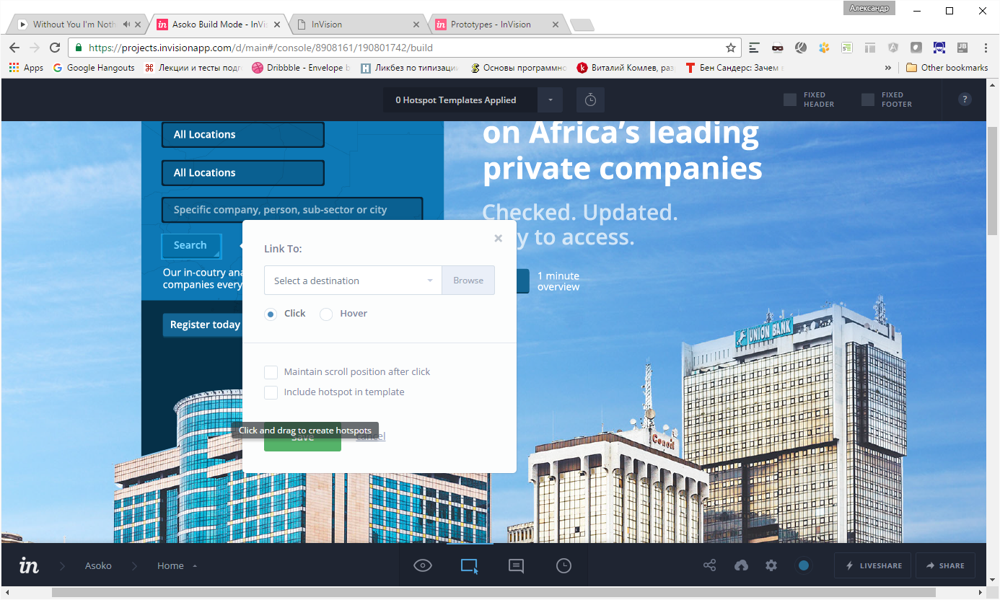 Александр
Without You I'm Noth
in Asoko Build Mode - InVis
InVision
in Prototypes - InVision
https://projects.invisionapp.com/d/main#/console/8908161/190801742/build
Apps
Google Hangouts
Лекции и тесты подг
Dribbble - Envelope b
Ликбез по типизаци
Основы программно
Виталий Комлев, раз
Бен Сандерс: Зачем
»
Other bookmarks
0 Hotspot Templates Applied
FIXED
HEADER
FIXED
FOOTER
?
All Locations
All Locations
Specific company, person, sub-sector or city
Search
Our in-coutry ana
companies every
Register today
on Africa's leading
private companies
Checked. Updated.
y to access.
1 minute
overview
Link To:
Select a destination
Browse
Click
Hover
Maintain scroll position after click
Include hotspot in template
Click and drag to create hotspots
Save
Cancel
UNION BANK
in
Asoko
Home
LIVESHARE
SHARE